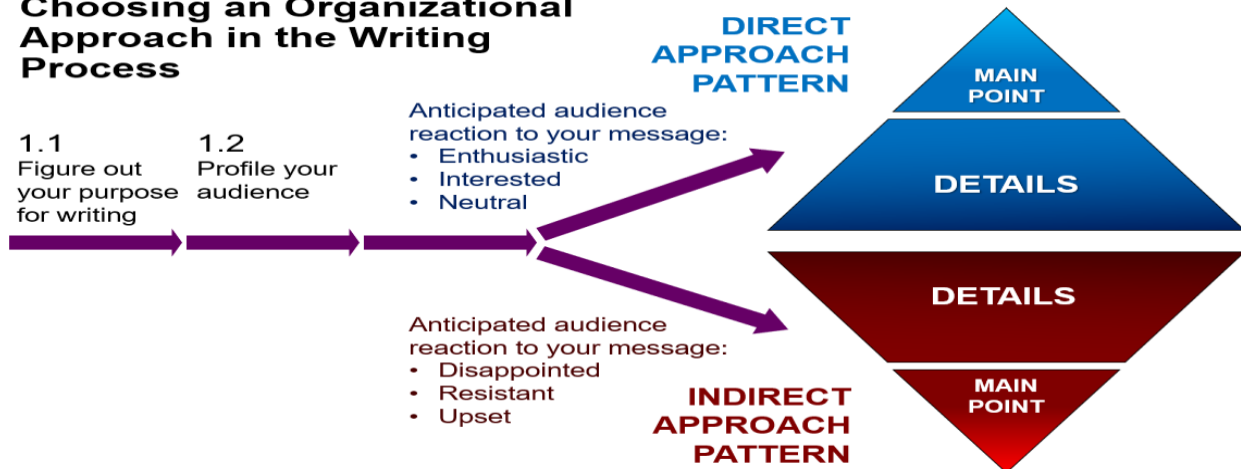 Choosing an Organizational
Approach in the Writing
Process
1.1
Figure out
your purpose
for writing
1.2
Profile your
audience
Anticipated audience
reaction to your message:
• Enthusiastic
• Interested
• Neutral
DIRECT
APPROACH
PATTERN
MAIN
POINT
DETAILS
Anticipated audience
reaction to your message:
• Disappointed
• Resistant
• Upset
INDIRECT
APPROACH
PATTERN
DETAILS
MAIN
POINT